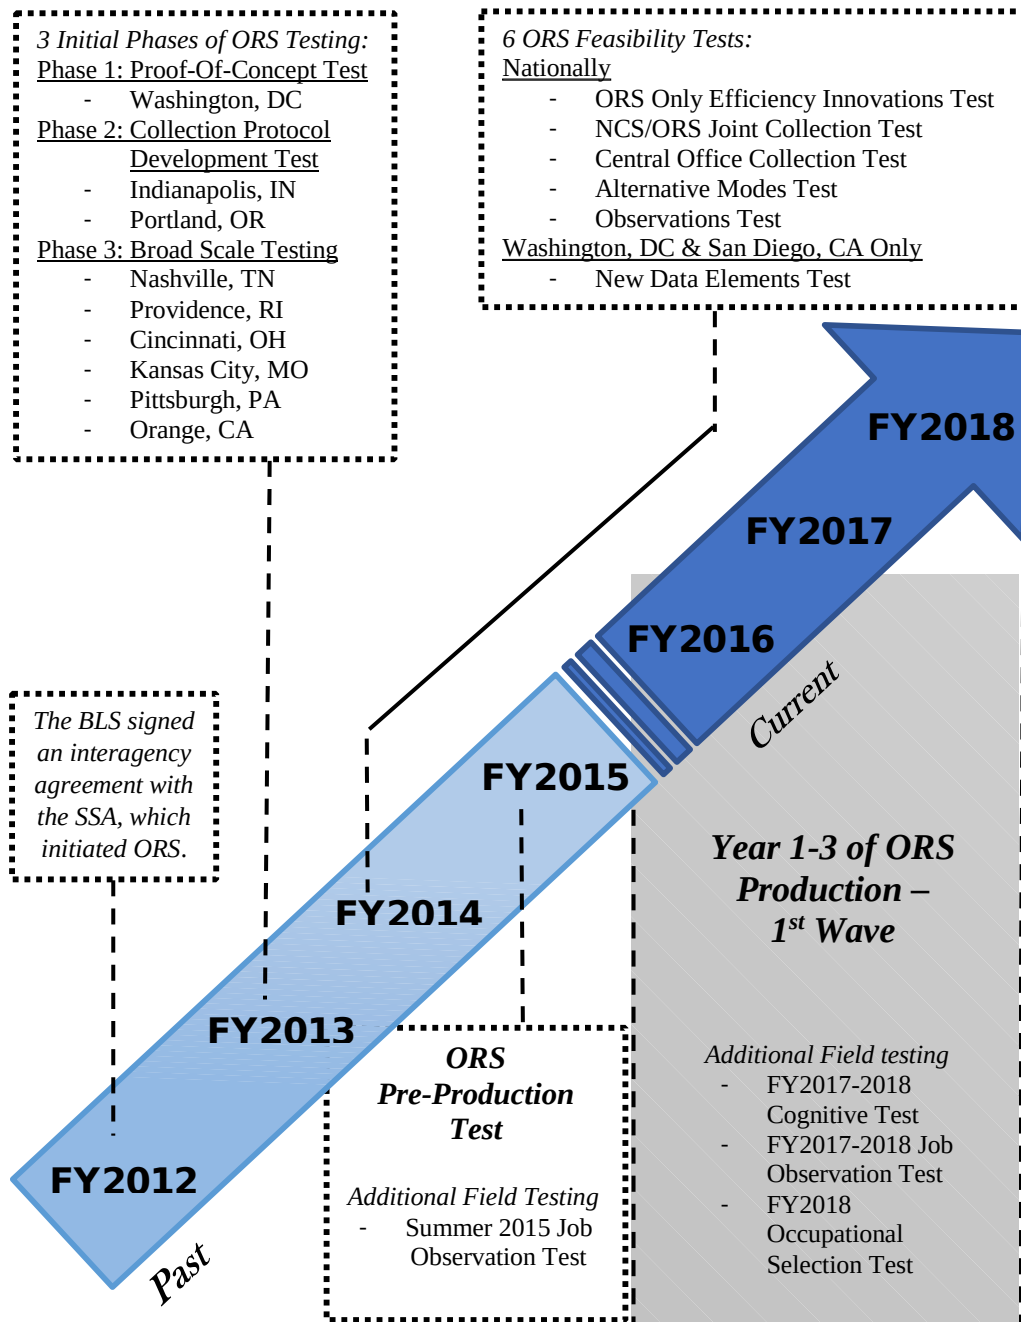 3 Initial Phases of ORS Testing:
Phase 1: Proof-Of-Concept Test
- Washington, DC
Phase 2: Collection Protocol
Development Test
- Indianapolis, IN
- Portland, OR
Phase 3: Broad Scale Testing
- Nashville, TN
- Providence, RI
- Cincinnati, OH
- Kansas City, MO
- Pittsburgh, PA
- Orange, CA
6 ORS Feasibility Tests:
Nationally
- ORS Only Efficiency Innovations Test
- NCS/ORS Joint Collection Test
- Central Office Collection Test
- Alternative Modes Test
- Observations Test
Washington, DC & San Diego, CA Only
- New Data Elements Test
FY2018
FY2017
FY2016
Current
The BLS signed
an interagency
agreement with
the SSA, which
initiated ORS.
FY2015
FY2014
FY2013
FY2012
Past
ORS
Pre-Production
Test
Additional Field Testing
- Summer 2015 Job
Observation Test
Year 1-3 of ORS
Production –
1st Wave
Additional Field testing
- FY2017-2018
Cognitive Test
- FY2017-2018 Job
Observation Test
- FY2018
Occupational
Selection Test